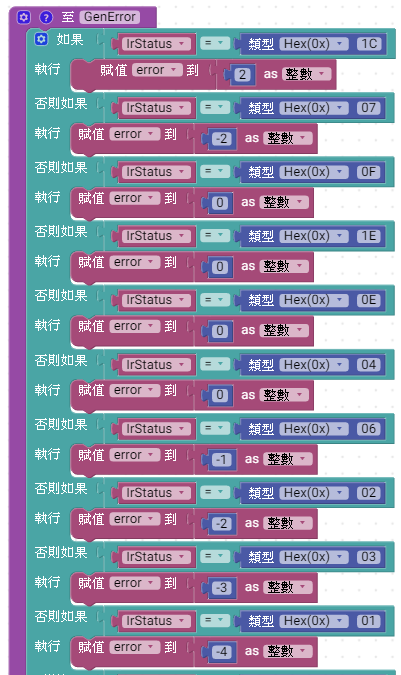 至 GenError
如果 IrStatus = 類型 Hex(0x) 1C
執行 賦值 error 到 2 as 整數
否則如果 IrStatus = 類型 Hex(0x) 07
執行 賦值 error 到 -2 as 整數
否則如果 IrStatus = 類型 Hex(0x) 0F
執行 賦值 error 到 0 as 整數
否則如果 IrStatus = 類型 Hex(0x) 1E
執行 賦值 error 到 0 as 整數
否則如果 IrStatus = 類型 Hex(0x) 0E
執行 賦值 error 到 0 as 整數
否則如果 IrStatus = 類型 Hex(0x) 04
執行 賦值 error 到 0 as 整數
否則如果 IrStatus = 類型 Hex(0x) 06
執行 賦值 error 到 -1 as 整數
否則如果 IrStatus = 類型 Hex(0x) 02
執行 賦值 error 到 -2 as 整數
否則如果 IrStatus = 類型 Hex(0x) 03
執行 賦值 error 到 -3 as 整數
否則如果 IrStatus = 類型 Hex(0x) 01
執行 賦值 error 到 -4 as 整數